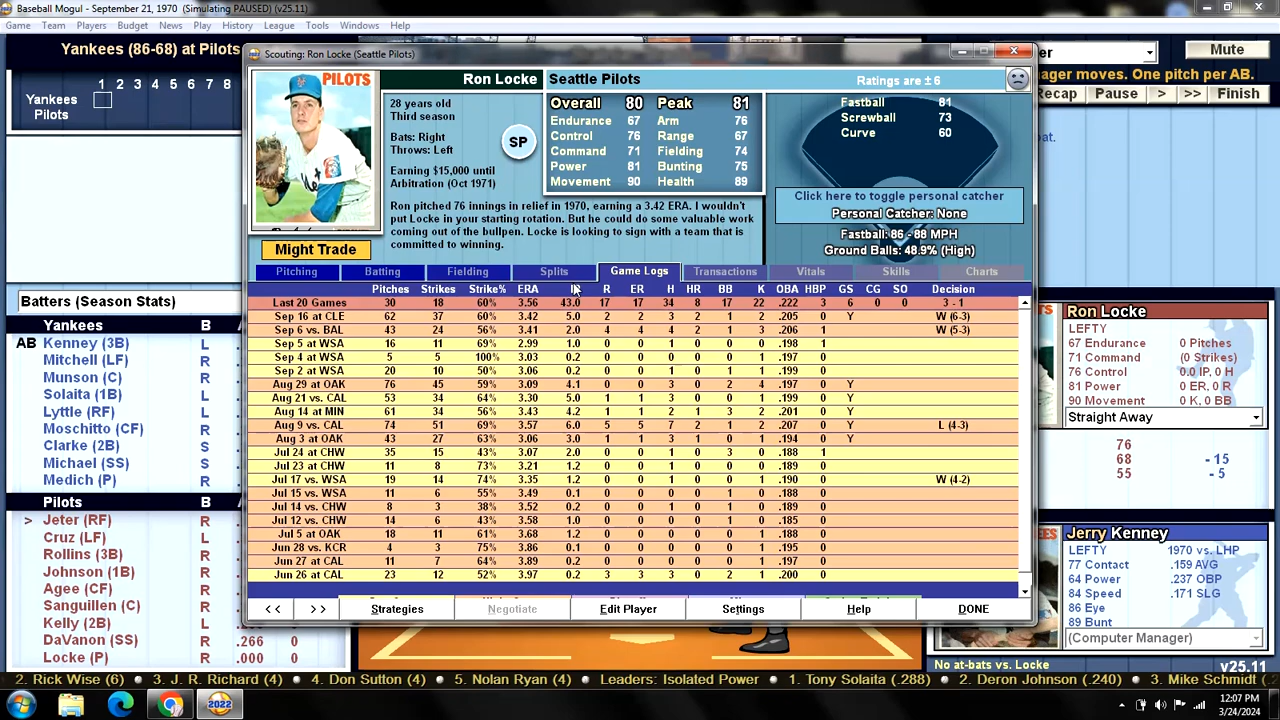 Baseball Mogul - September 21, 1970 (Simulating PAUSED) (v25.11)
Game Team Players Budget News Play History League Tools Windows Help
Yankees (86-68) at Pilots
1 2 3 4 5 6 7 8
Yankees
Pilots
Mute
nager moves. One pitch per AB.
Recap Pause > >> Finish
Scouting: Ron Locke (Seattle Pilots)
PILOTS
Ron Locke
Seattle Pilots
Ratings are ± 6
28 years old
Third season
Bats: Right
Throws: Left
Earning $15,000 until
Arbitration (Oct 1971)
SP
Overall 80 Peak 81
Endurance 67 Arm 76
Control 76 Range 67
Command 71 Fielding 74
Power 81 Bunting 75
Movement 90 Health 89
Fastball 81
Screwball 73
Curve 60
Click here to toggle personal catcher
Personal Catcher: None
Fastball: 86 - 88 MPH
Ground Balls: 48.9% (High)
Ron pitched 76 innings in relief in 1970, earning a 3.42 ERA. I wouldn't
put Locke in your starting rotation. But he could do some valuable work
coming out of the bullpen. Locke is looking to sign with a team that is
committed to winning.
Might Trade
Pitching Batting Fielding Splits Game Logs Transactions Vitals Skills Charts
Pitches Strikes Strike% ERA R ER H HR BB K OBA HBP GS CG SO Decision
Last 20 Games 30 18 60% 3.56 43.0 17 17 34 8 17 22 .222 3 6 0 0 3 - 1
Sep 16 at CLE 62 37 60% 3.42 5.0 2 2 3 2 1 2 .205 0 Y W (6-3)
Sep 6 vs. BAL 43 24 56% 3.41 2.0 4 4 4 2 1 3 .206 1 W (5-3)
Sep 5 at WSA 16 11 69% 2.99 1.0 0 0 1 0 0 0 .198 1
Sep 4 at WSA 5 5 100% 3.03 0.2 0 0 0 0 0 1 .197 0
Sep 2 at WSA 20 10 50% 3.06 0.2 0 0 1 0 1 1 .199 0
Aug 29 at OAK 76 45 59% 3.09 4.1 0 0 3 0 2 4 .197 0 Y
Aug 21 vs. CAL 53 34 64% 3.30 5.0 1 1 3 0 0 1 .199 0 Y
Aug 14 at MIN 61 34 56% 3.43 4.2 1 1 2 1 3 2 .201 0 Y
Aug 9 vs. CAL 74 51 69% 3.57 6.0 5 5 7 2 1 2 .207 0 Y L (4-3)
Aug 3 at OAK 43 27 63% 3.06 3.0 1 1 3 1 0 1 .194 0 Y
Jul 24 at CHW 35 15 43% 3.07 2.0 0 0 1 0 3 0 .188 1
Jul 23 at CHW 11 8 73% 3.21 1.2 0 0 1 0 0 1 .189 0
Jul 17 vs. WSA 19 14 74% 3.35 1.2 0 0 1 0 0 1 .190 0 W (4-2)
Jul 15 vs. WSA 11 6 55% 3.49 0.1 0 0 0 0 1 0 .188 0
Jul 14 vs. CHW 8 3 38% 3.52 0.2 0 0 1 0 0 1 .189 0
Jul 12 vs. CHW 14 6 43% 3.58 1.0 0 0 0 0 1 0 .185 0
Jul 5 at OAK 18 11 61% 3.68 1.2 0 0 1 0 0 0 .188 0
Jun 28 vs. KCR 4 3 75% 3.86 0.1 0 0 0 0 0 1 .195 0
Jun 27 at CAL 11 7 64% 3.89 0.2 0 0 0 0 0 1 .197 0
Jun 26 at CAL 23 12 52% 3.97 0.2 3 3 3 0 2 1 .200 0
<< >> Strategies Negotiate Edit Player Settings Help DONE
Batters (Season Stats)
Yankees B
AB Kenney (3B) L
Mitchell (LF) R
Munson (C) R
Solaita (1B) L
Lyttle (RF) L
Moschitto (CF) R
Clarke (2B) S
Michael (SS) S
Medich (P) R
Pilots B
> Jeter (RF) R
Cruz (LF) L
Rollins (3B) R
Johnson (1B) R
Agee (CF) R
Sanguillen (C) R
Kelly (2B) R
DaVanon (SS) R .266 0
Locke (P) R .000 0
Ron Locke
LEFTY
67 Endurance 0 Pitches
71 Command (0 Strikes)
76 Control 0.0 IP, 0 H
81 Power 0 ER, 0 R
90 Movement 0 K, 0 BB
Straight Away
76
68 - 15
55 - 5
Jerry Kenney
LEFTY 1970 vs. LHP
77 Contact .159 AVG
64 Power .237 OBP
84 Speed .171 SLG
86 Eye
89 Bunt
(Computer Manager)
No at-bats vs. Locke
v25.11
2. Rick Wise (6) • 3. J. R. Richard (4) • 4. Don Sutton (4) • 5. Nolan Ryan (4) • Leaders: Isolated Power • 1. Tony Solaita (.288) • 2. Deron Johnson (.240) • 3. Mike Schmidt (
2022
12:07 PM
3/24/2024